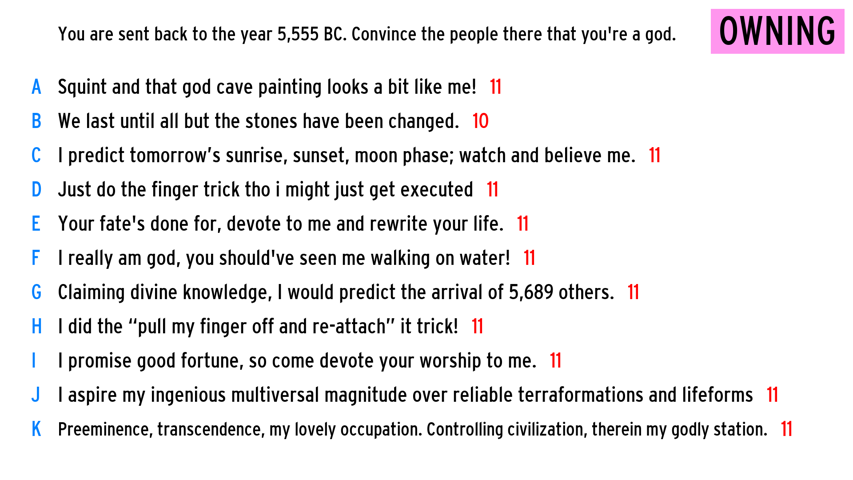 You are sent back to the year 5,555 BC. Convince the people there that you're a god.
OWNING
A Squint and that god cave painting looks a bit like me! 11
B We last until all but the stones have been changed. 10
C I predict tomorrow’s sunrise, sunset, moon phase; watch and believe me. 11
D Just do the finger trick tho i might just get executed 11
E Your fate's done for, devote to me and rewrite your life. 11
F I really am god, you should've seen me walking on water! 11
G Claiming divine knowledge, I would predict the arrival of 5,689 others. 11
H I did the “pull my finger off and re-attach” it trick! 11
I I promise good fortune, so come devote your worship to me. 11
J I aspire my ingenious multiversal magnitude over reliable terraformations and lifeforms 11
K Preeminence, transcendence, my lovely occupation. Controlling civilization, therein my godly station. 11